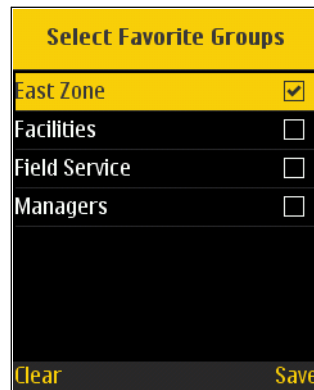 Select Favorite Groups
East Zone
Facilities
Field Service
Managers
Clear Save